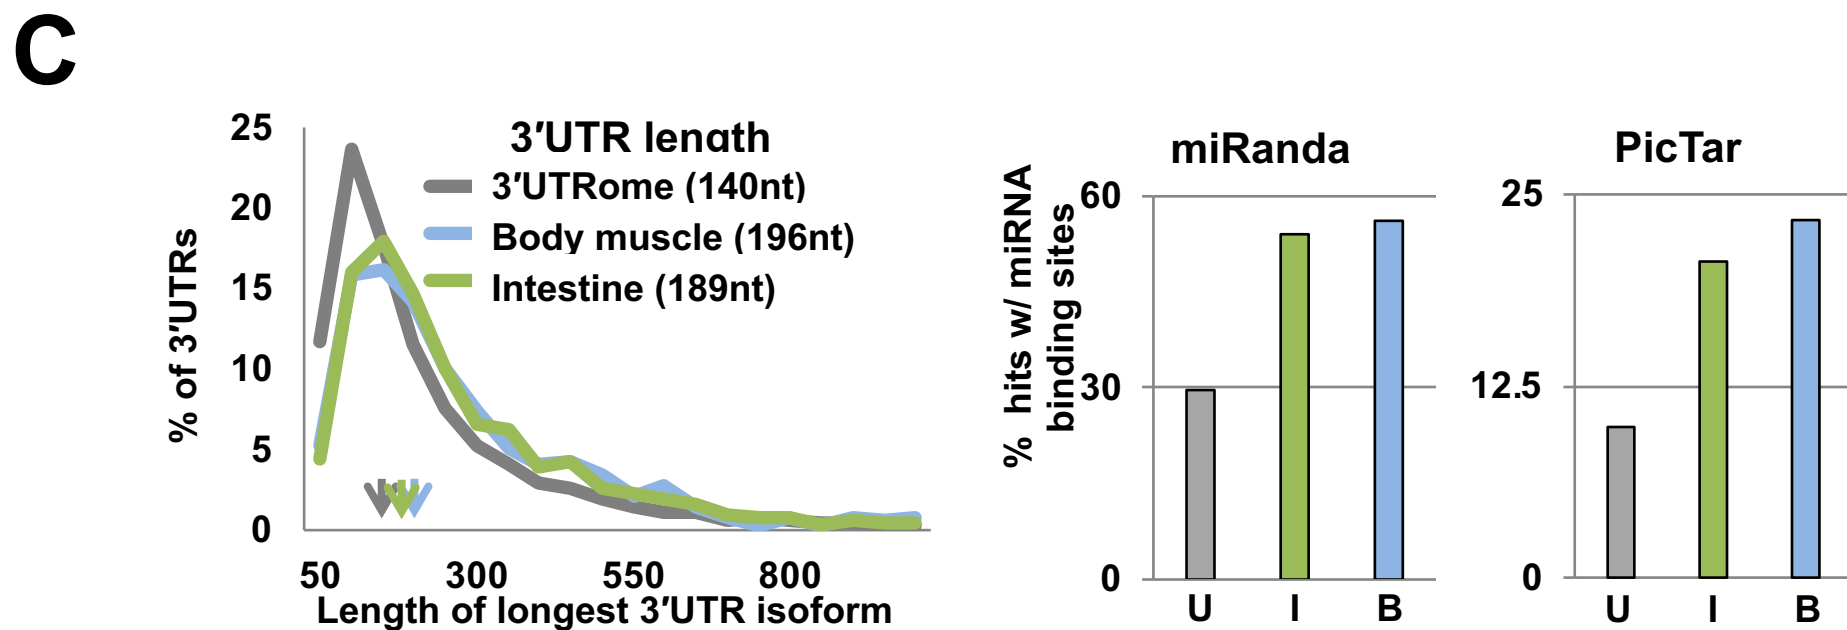 C
3′UTR length
3′UTRome (140nt)
Body muscle (196nt)
Intestine (189nt)
% of 3′UTRs
25
20
15
10
5
0
50 300 550 800
Length of longest 3′UTR isoform
miRanda
% hits w/ miRNA
binding sites
60
30
0
U I B
PicTar
25
12.5
0
U I B